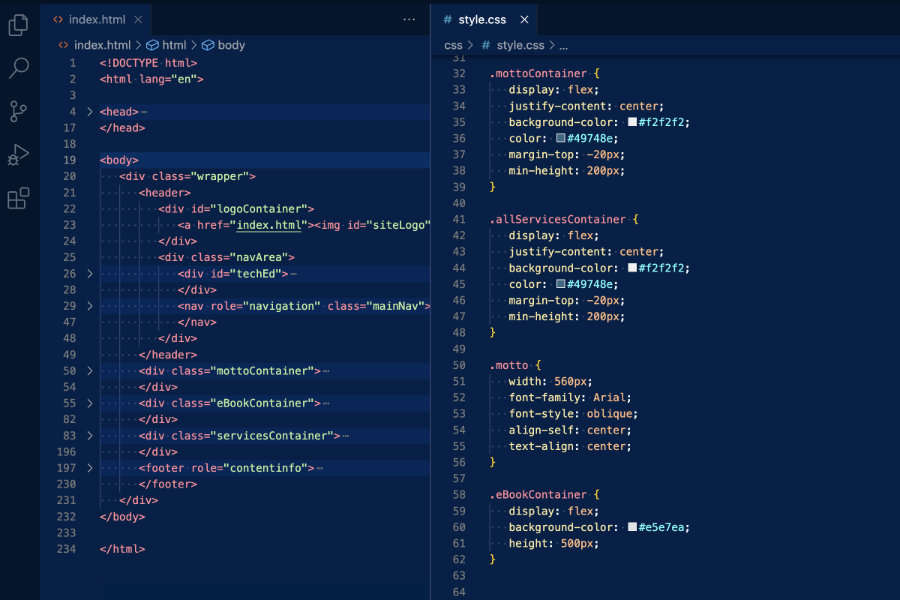 index.html
index.html > html > body
1 <!DOCTYPE html>
2 <html lang="en">
3
4 <head>
17 </head>
18
19 <body>
20 <div class="wrapper">
21 <header>
22 <div id="logoContainer">
23 <a href="index.html"><img id="siteLogo"
24 </div>
25 <div class="navArea">
26 <div id="techEd">
28 </div>
29 <nav role="navigation" class="mainNav">
47 </nav>
48 </div>
49 </header>
50 <div class="mottoContainer">
54 </div>
55 <div class="eBookContainer">
82 </div>
83 <div class="servicesContainer">
196 </div>
197 <footer role="contentinfo">
230 </footer>
231 </div>
232 </body>
233
234 </html>
# style.css
css > # style.css > ...
31
32 .mottoContainer {
33 display: flex;
34 justify-content: center;
35 background-color: #f2f2f2;
36 color: #49748e;
37 margin-top: -20px;
38 min-height: 200px;
39 }
40
41 .allServicesContainer {
42 display: flex;
43 justify-content: center;
44 background-color: #f2f2f2;
45 color: #49748e;
46 margin-top: -20px;
47 min-height: 200px;
48 }
49
50 .motto {
51 width: 560px;
52 font-family: Arial;
53 font-style: oblique;
54 align-self: center;
55 text-align: center;
56 }
57
58 .eBookContainer {
59 display: flex;
60 background-color: #e5e7ea;
61 height: 500px;
62 }
63
64